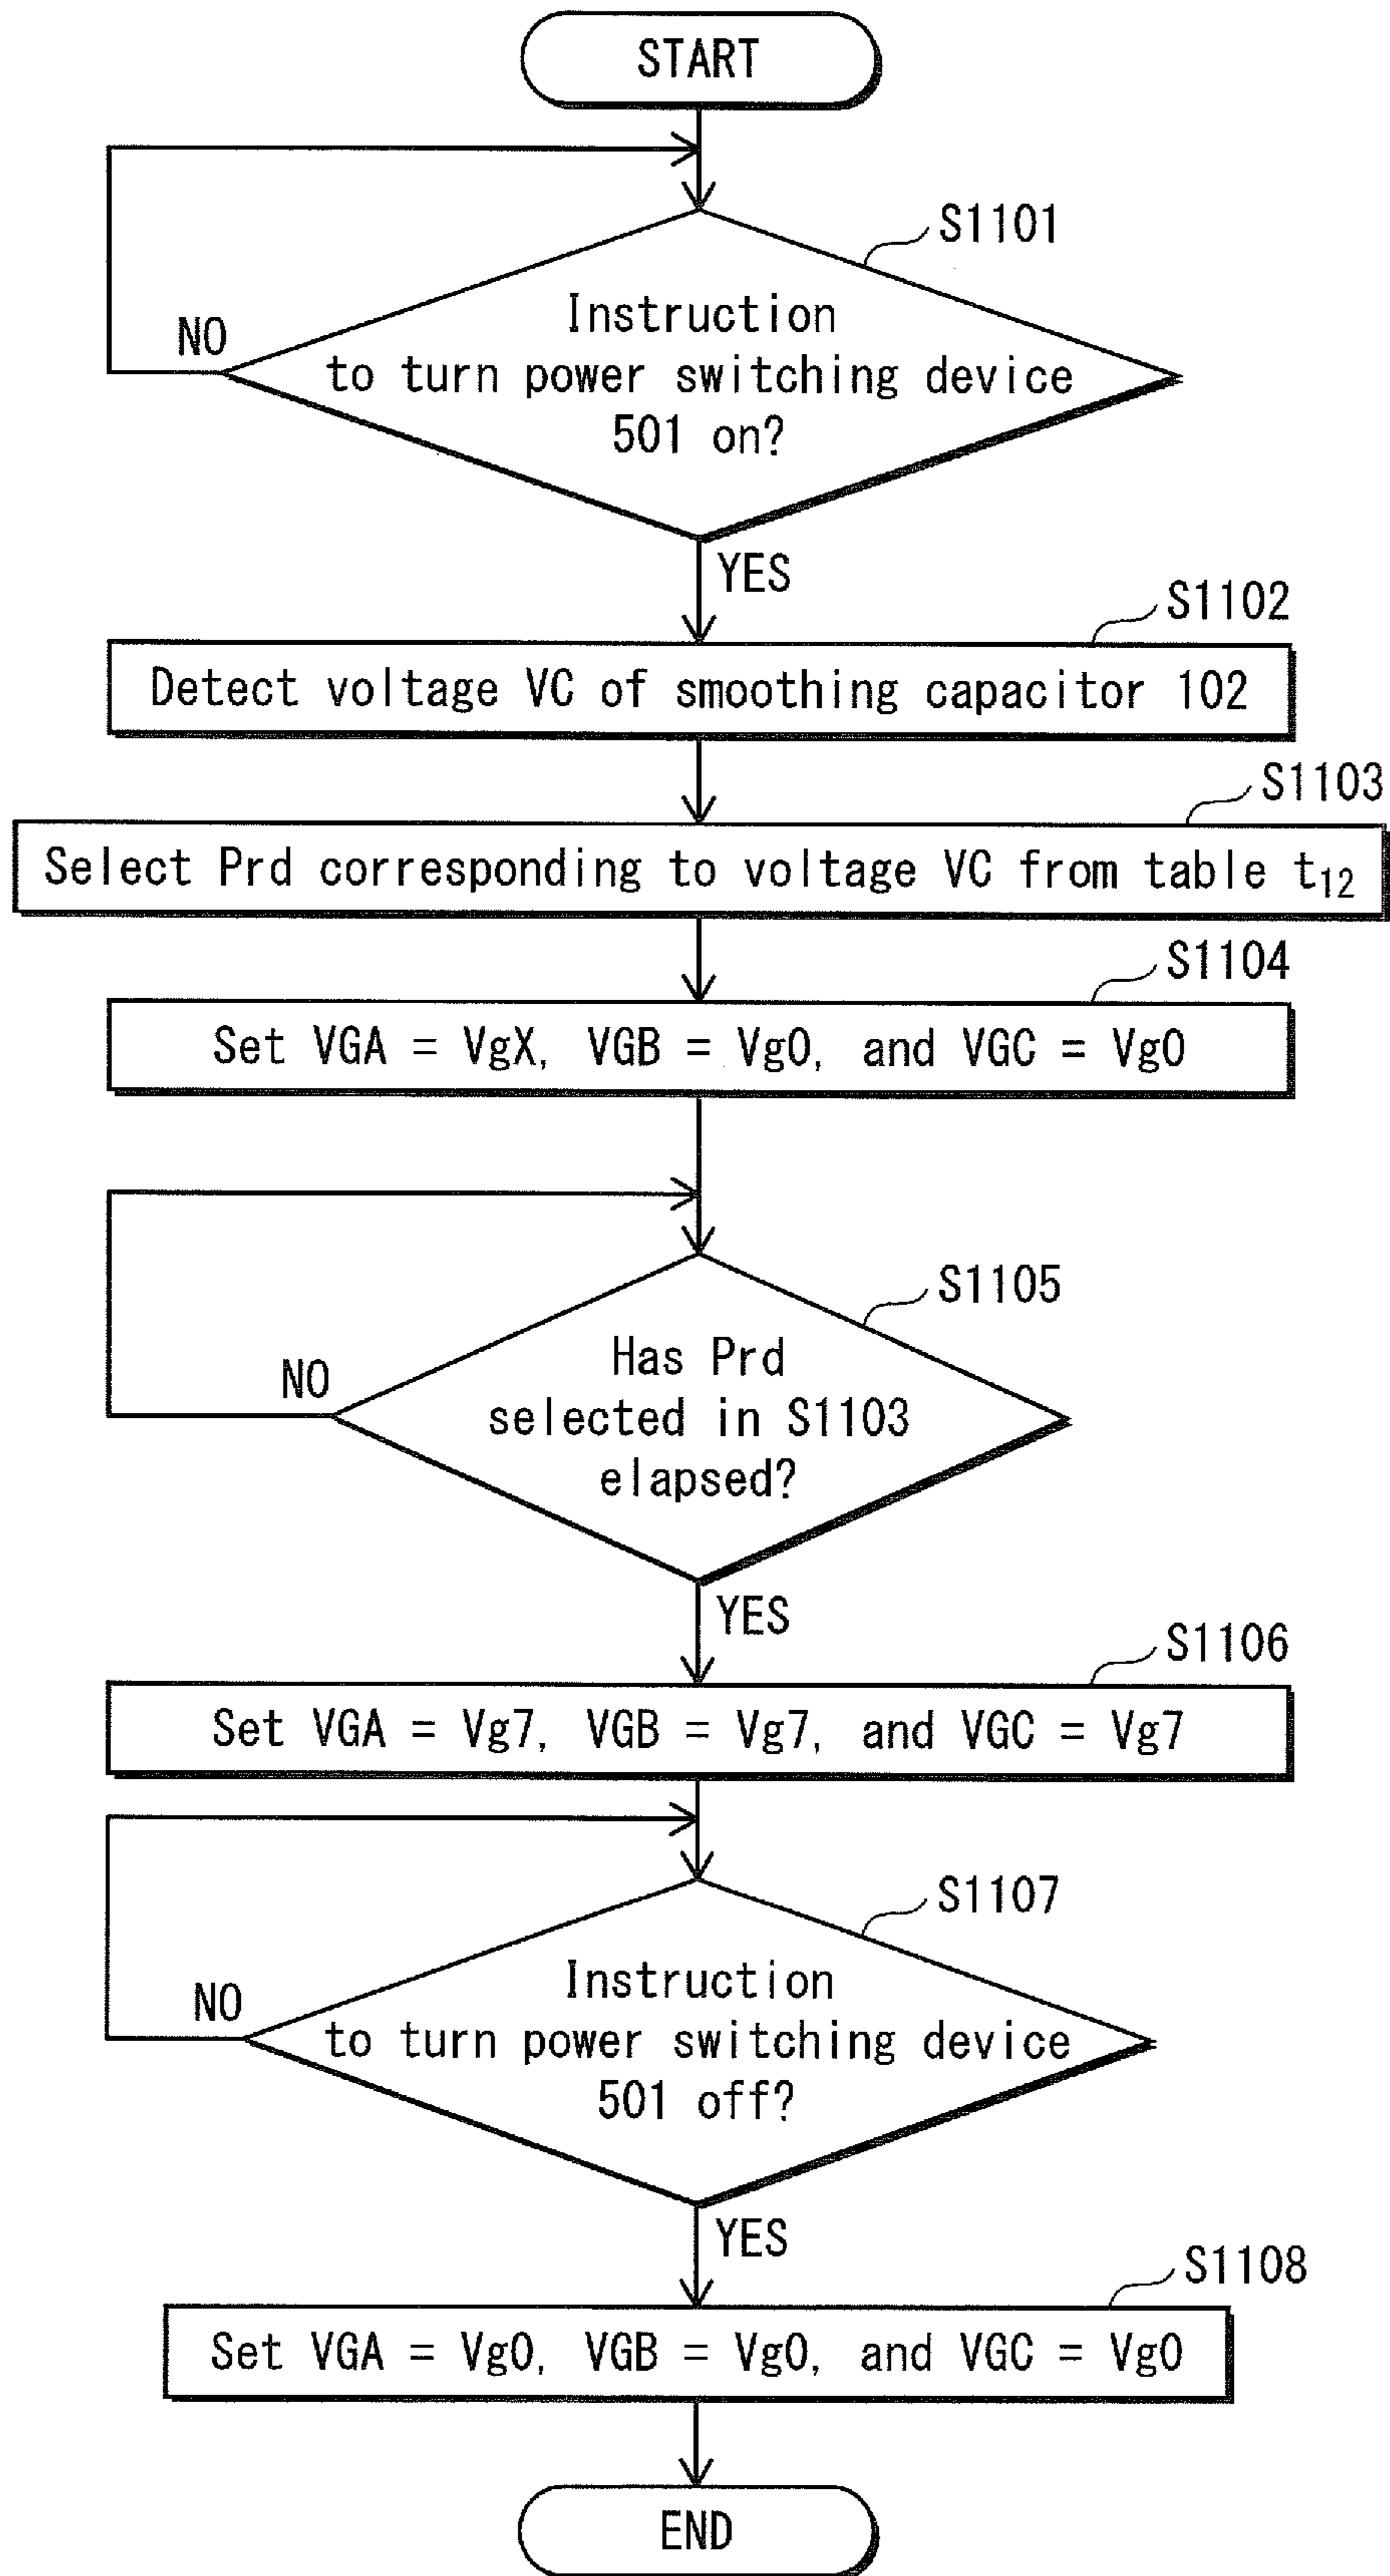 START
S1101
Instruction
to turn power switching device
501 on?
NO
YES
S1102
Detect voltage VC of smoothing capacitor 102
S1103
Select Prd corresponding to voltage VC from table t₁₂
S1104
Set VGA = VgX, VGB = Vg0, and VGC = Vg0
S1105
Has Prd
selected in S1103
elapsed?
NO
YES
S1106
Set VGA = Vg7, VGB = Vg7, and VGC = Vg7
S1107
Instruction
to turn power switching device
501 off?
NO
YES
S1108
Set VGA = Vg0, VGB = Vg0, and VGC = Vg0
END